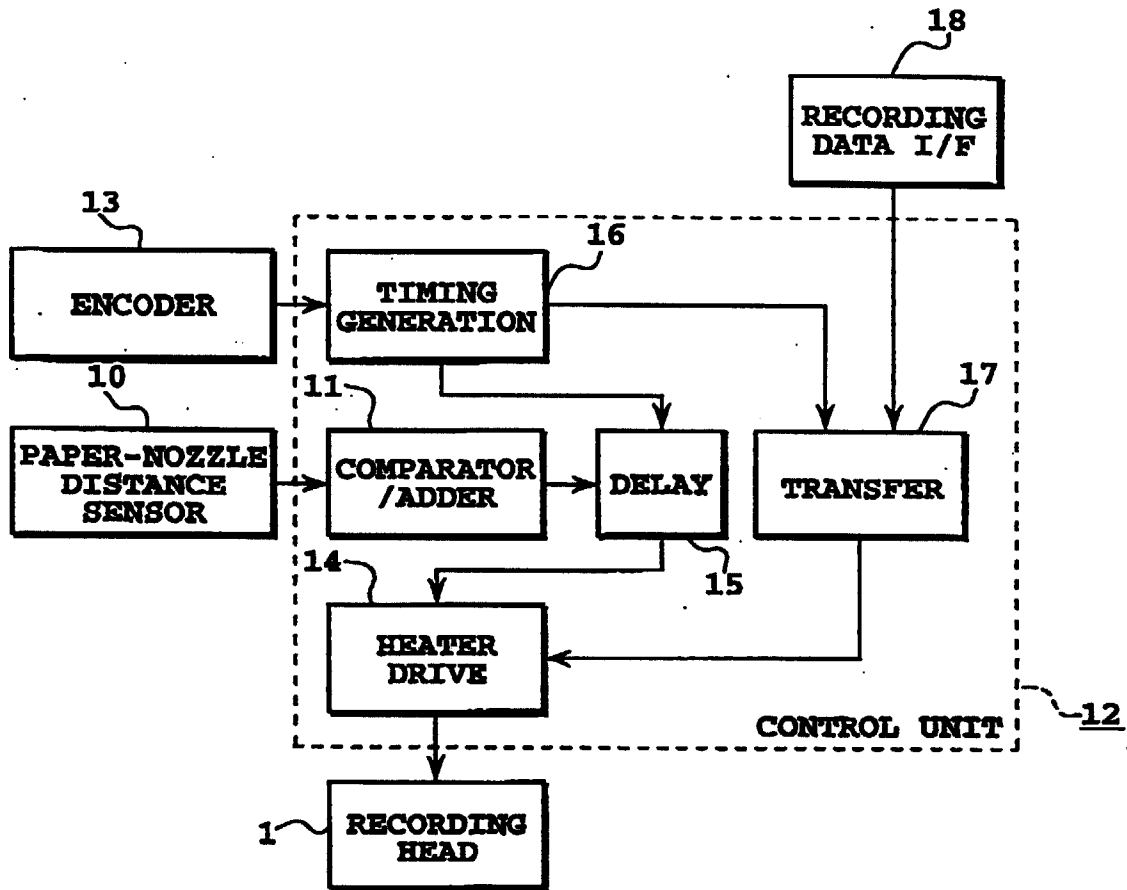 18
RECORDING
DATA I/F
13
16
ENCODER
TIMING
GENERATION
10
11
17
PAPER-NOZZLE
DISTANCE
SENSOR
COMPARATOR
/ADDER
DELAY
TRANSFER
14
15
HEATER
DRIVE
12
CONTROL UNIT
1
RECORDING
HEAD